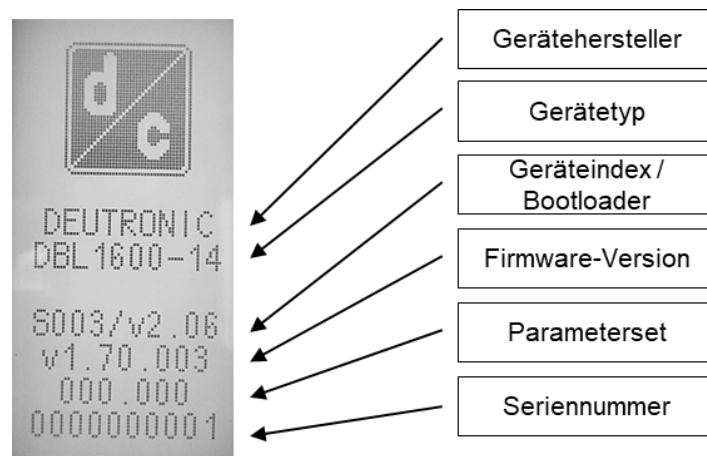 dc
DEUTRONIC
DBL1600-14
S003/v2.06
v1.70.003
000.000
0000000001
Gerätehersteller
Gerätetyp
Geräteindex /
Bootloader
Firmware-Version
Parameterset
Seriennummer